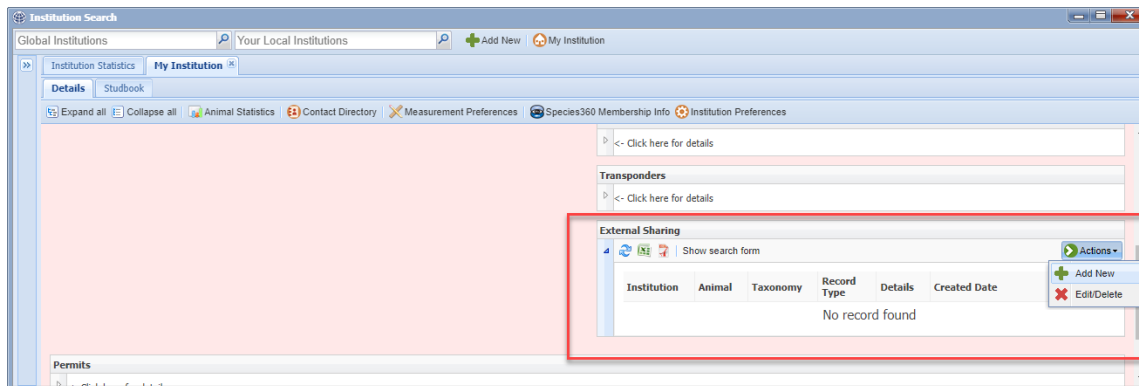 Institution Search
Global Institutions Your Local Institutions Add New My Institution
Institution Statistics My Institution
Details Studbook
Expand all Collapse all Animal Statistics Contact Directory Measurement Preferences Species360 Membership Info Institution Preferences
<- Click here for details
Transponders
<- Click here for details
External Sharing
Show search form Actions
Add New
Edit/Delete
Institution Animal Taxonomy Record Type Details Created Date
No record found
Permits